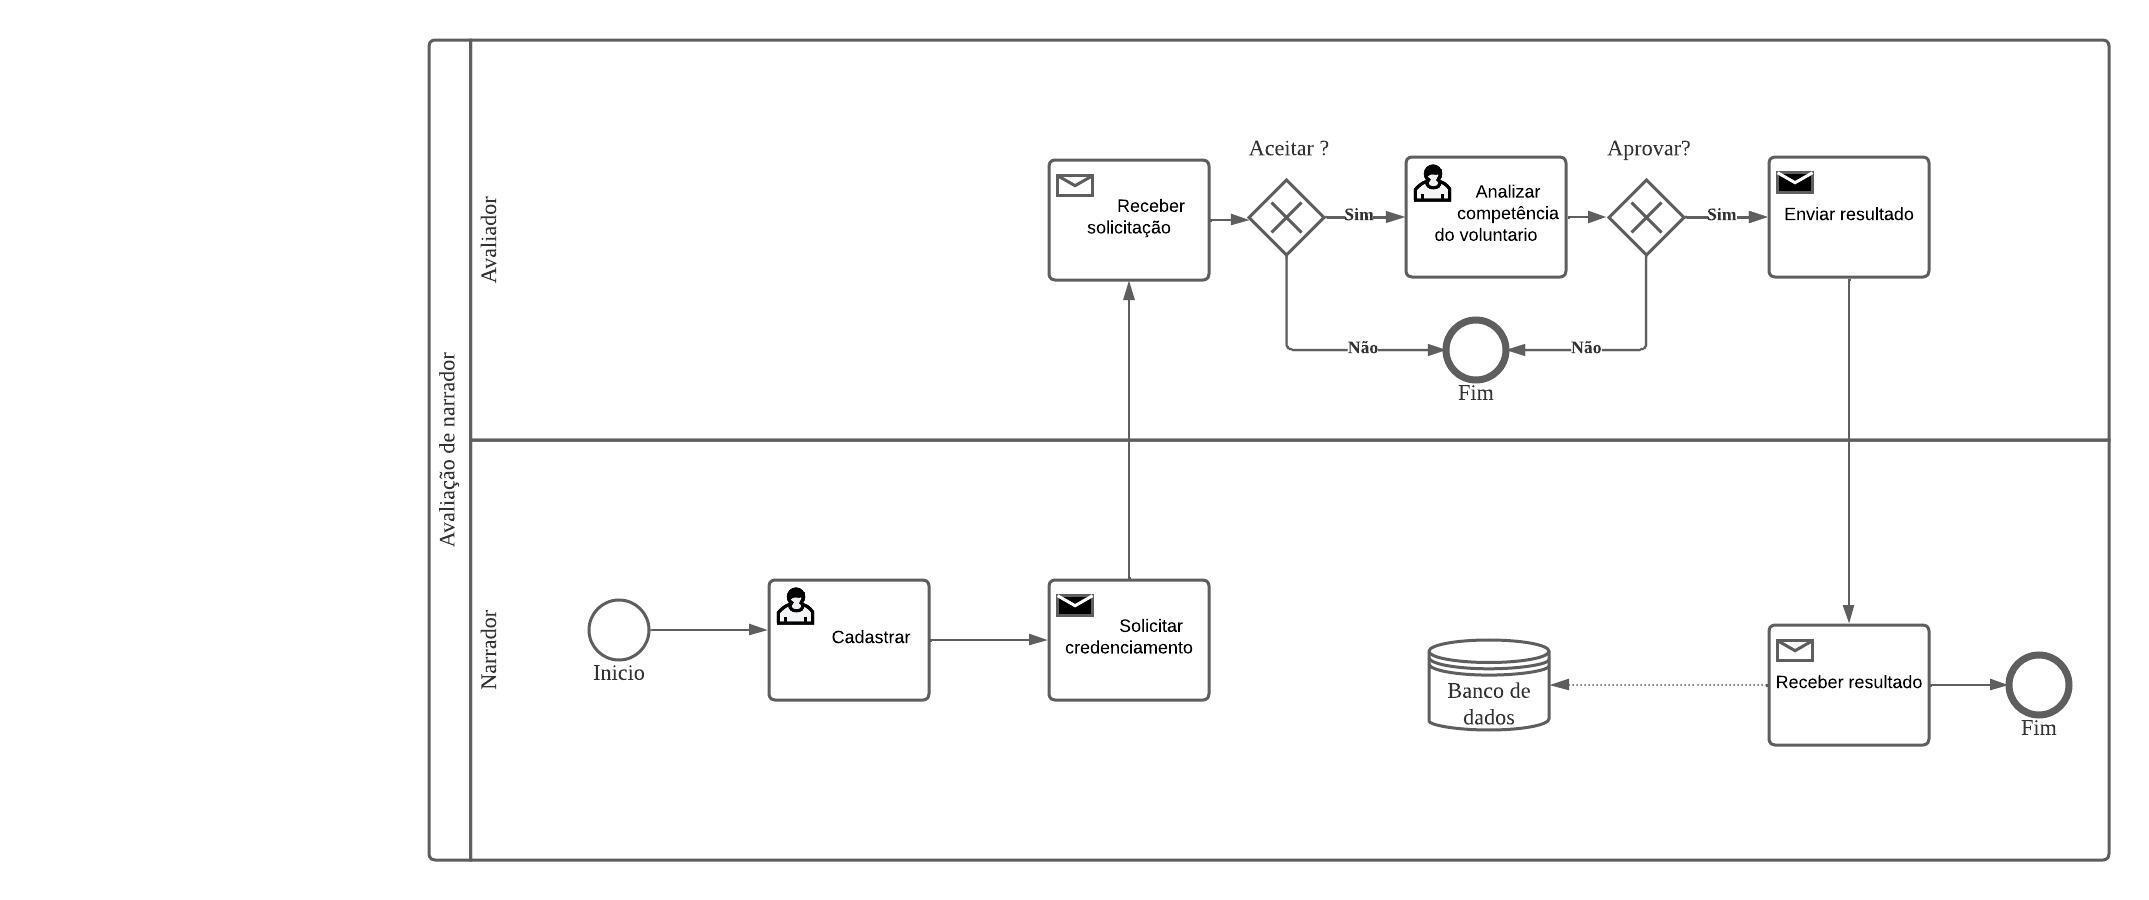 Avaliação de narrador
Avaliador
Receber
solicitação
Aceitar ?
Sim
Não
Analizar
competência
do voluntario
Aprovar?
Sim
Não
Fim
Enviar resultado
Narrador
Inicio
Cadastrar
Solicitar
credenciamento
Banco de
dados
Receber resultado
Fim